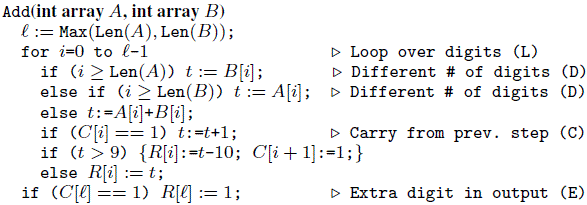 Add(int array A, int array B)
ℓ := Max(Len(A),Len(B));
for i=0 to ℓ-1 ▷ Loop over digits (L)
if (i ≥ Len(A)) t := B[i]; ▷ Different # of digits (D)
else if (i ≥ Len(B)) t := A[i]; ▷ Different # of digits (D)
else t:=A[i]+B[i];
if (C[i] == 1) t:=t+1; ▷ Carry from prev. step (C)
if (t > 9) {R[i]:=t-10; C[i + 1]:=1;}
else R[i] := t;
if (C[ℓ] == 1) R[ℓ] := 1; ▷ Extra digit in output (E)